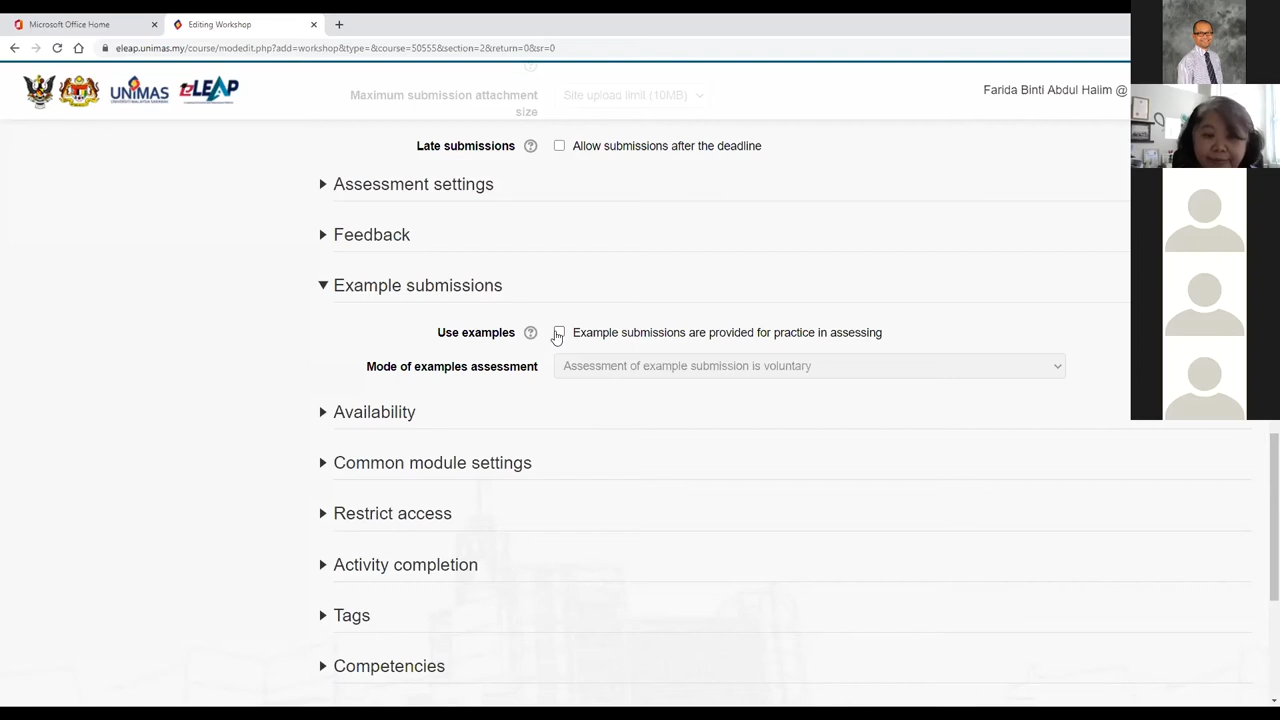 Microsoft Office Home
Editing Workshop
eleap.unimas.my/course/modedit.php?add=workshop&type=&course=50555&section=2&return=0&sr=0
UNIMAS
eLEAP
Farida Binti Abdul Halim @
Maximum submission attachment
size
Site upload limit (10MB)
Late submissions
Allow submissions after the deadline
Assessment settings
Feedback
Example submissions
Use examples
Example submissions are provided for practice in assessing
Mode of examples assessment
Assessment of example submission is voluntary
Availability
Common module settings
Restrict access
Activity completion
Tags
Competencies